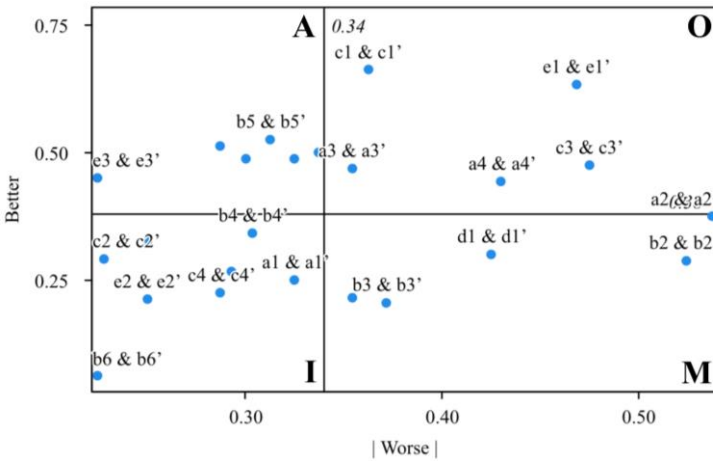 0.75
A
0.34
O
c1 & c1’
e1 & e1’
b5 & b5’
0.50
e3 & e3’
a3 & a3’
a4 & a4’
c3 & c3’
Better
a2 & a2
b4 & b4’
c2 & c2’
d1 & d1’
b2 & b2
0.25
e2 & e2’
c4 & c4’
a1 & a1’
b3 & b3’
b6 & b6’
I
M
0.30
0.40
0.50
| Worse |